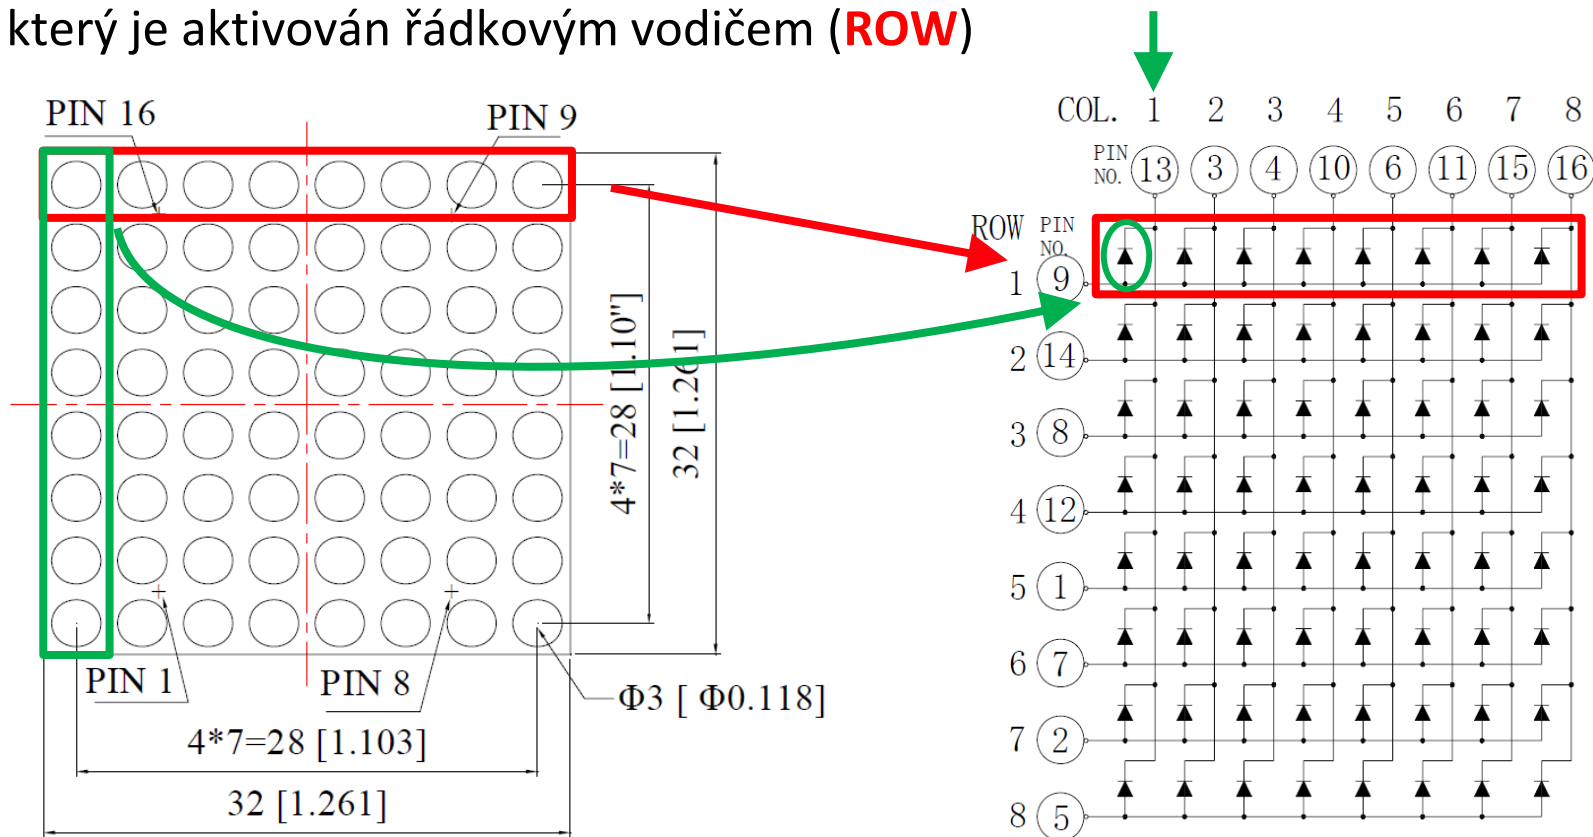 který je aktivován řádkovým vodičem (ROW)
PIN 16
PIN 9
PIN 1
PIN 8
4*7=28 [1.10"]
32 [1.261]
Φ3 [ Φ0.118]
4*7=28 [1.103]
32 [1.261]
COL. 1 2 3 4 5 6 7 8
PIN NO. 13 3 4 10 6 11 15 16
ROW PIN NO.
1 9
2 14
3 8
4 12
5 1
6 7
7 2
8 5